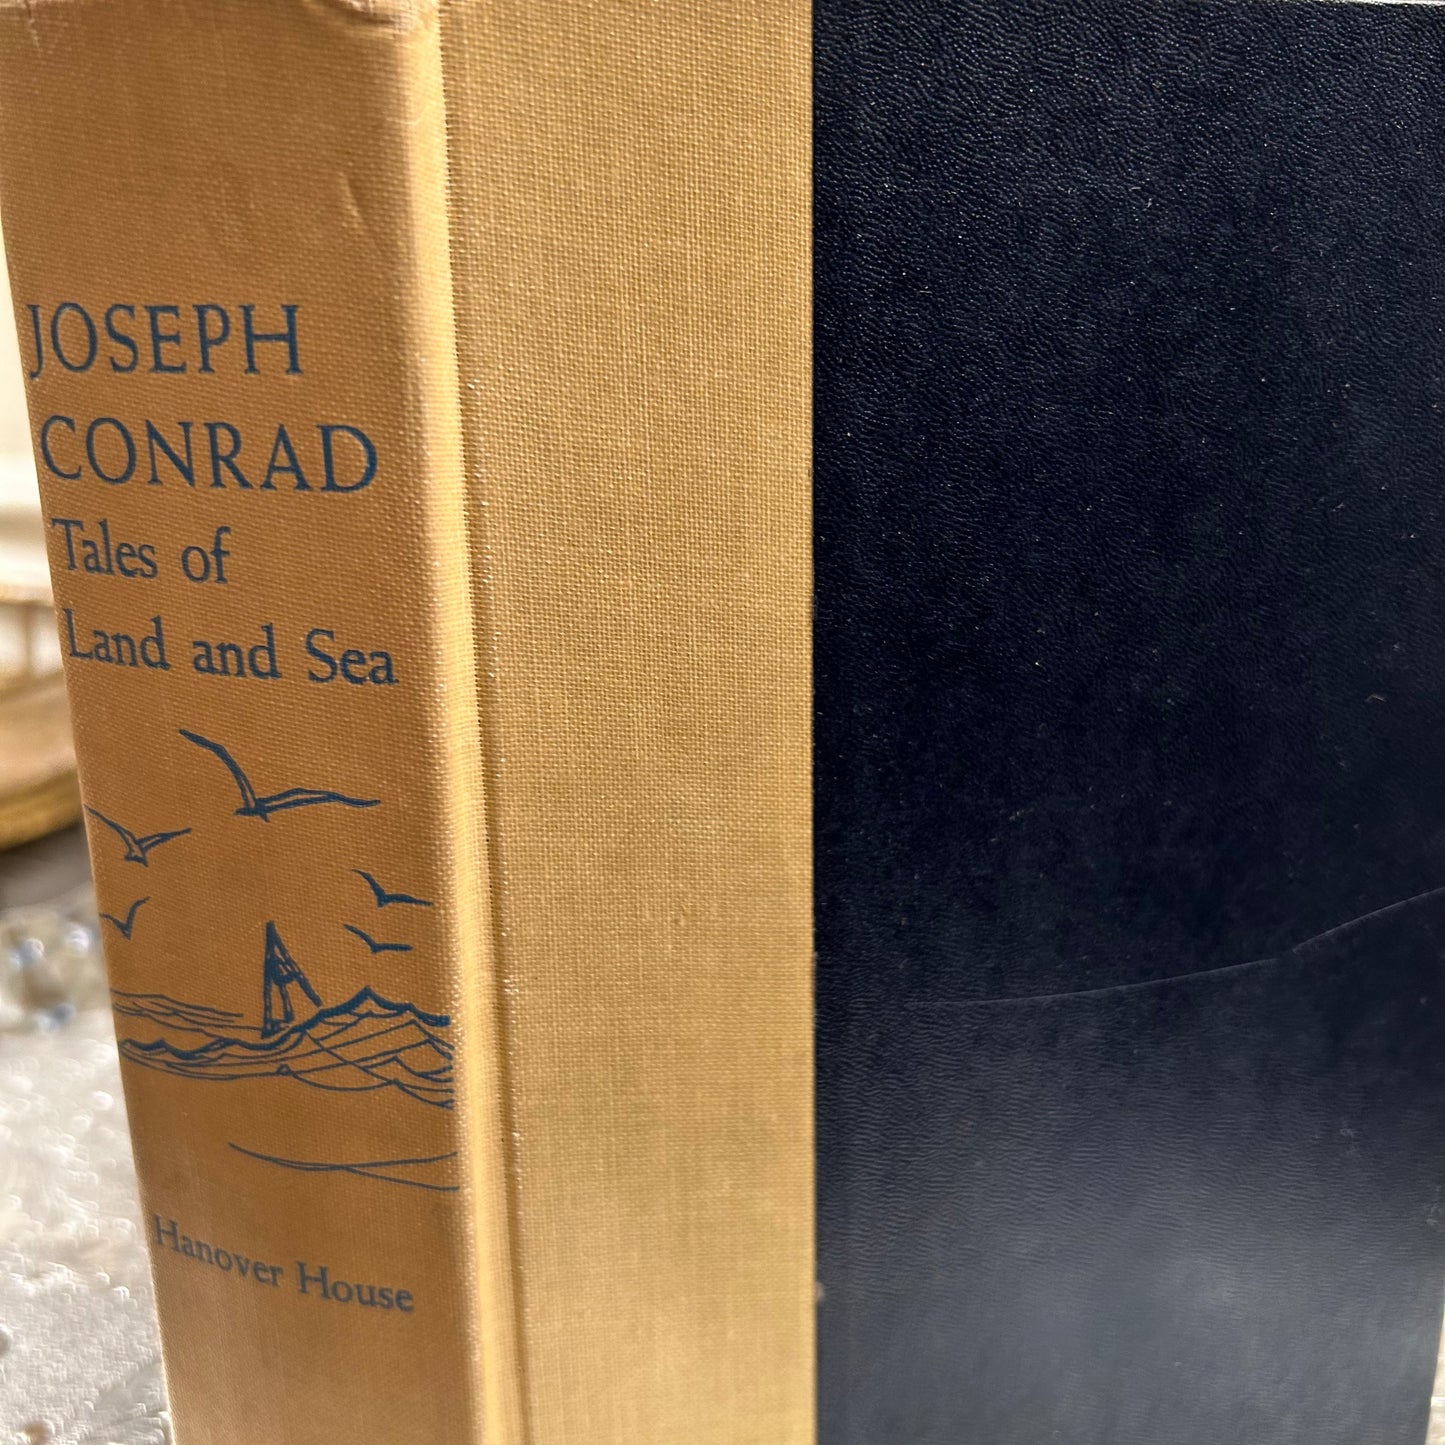 JOSEPH
CONRAD
Tales of
Land and Sea
Hanover House